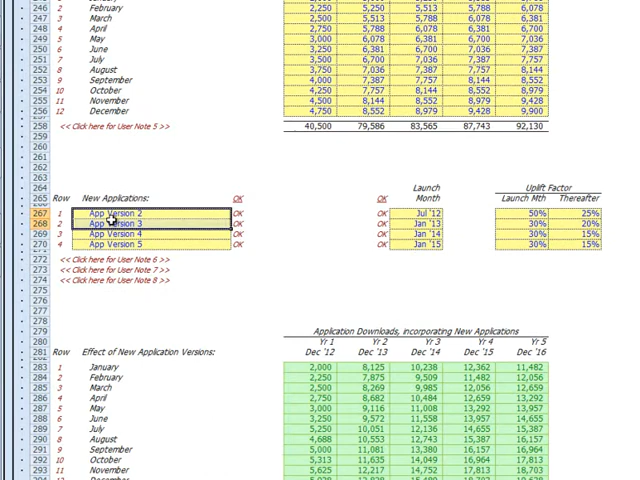 246 2 February 2,250 5,250 5,513 5,788 6,078
247 3 March 2,500 5,513 5,788 6,078 6,381
248 4 April 2,750 5,788 6,078 6,381 6,700
249 5 May 3,000 6,078 6,381 6,700 7,036
250 6 June 3,250 6,381 6,700 7,036 7,387
251 7 July 3,500 6,700 7,036 7,387 7,757
252 8 August 3,750 7,036 7,387 7,757 8,144
253 9 September 4,000 7,387 7,757 8,144 8,552
254 10 October 4,250 7,757 8,144 8,552 8,979
255 11 November 4,500 8,144 8,552 8,979 9,428
256 12 December 4,750 8,552 8,979 9,428 9,900
258 << Click here for User Note 5 >> 40,500 79,586 83,565 87,743 92,130
259
260
261
262
263
264 Launch Uplift Factor
265 Row New Applications: OK OK Month Launch Mth Thereafter
267 1 App Version 2 OK OK Jul '12 50% 25%
268 2 App Version 3 OK OK Jan '13 30% 20%
269 3 App Version 4 OK OK Jan '14 30% 15%
270 4 App Version 5 OK OK Jan '15 30% 15%
272 << Click here for User Note 6 >>
273 << Click here for User Note 7 >>
274 << Click here for User Note 8 >>
275
276
277
278
279 Application Downloads, incorporating New Applications
280 Yr 1 Yr 2 Yr 3 Yr 4 Yr 5
281 Row Effect of New Application Versions: Dec '12 Dec '13 Dec '14 Dec '15 Dec '16
283 1 January 2,000 8,125 10,238 12,362 11,482
284 2 February 2,250 7,875 9,509 11,482 12,056
285 3 March 2,500 8,269 9,985 12,056 12,659
286 4 April 2,750 8,682 10,484 12,659 13,292
287 5 May 3,000 9,116 11,008 13,292 13,957
288 6 June 3,250 9,572 11,558 13,957 14,655
289 7 July 5,250 10,051 12,136 14,655 15,387
290 8 August 4,688 10,553 12,743 15,387 16,157
291 9 September 5,000 11,081 13,380 16,157 16,964
292 10 October 5,313 11,635 14,049 16,964 17,813
293 11 November 5,625 12,217 14,752 17,813 18,703